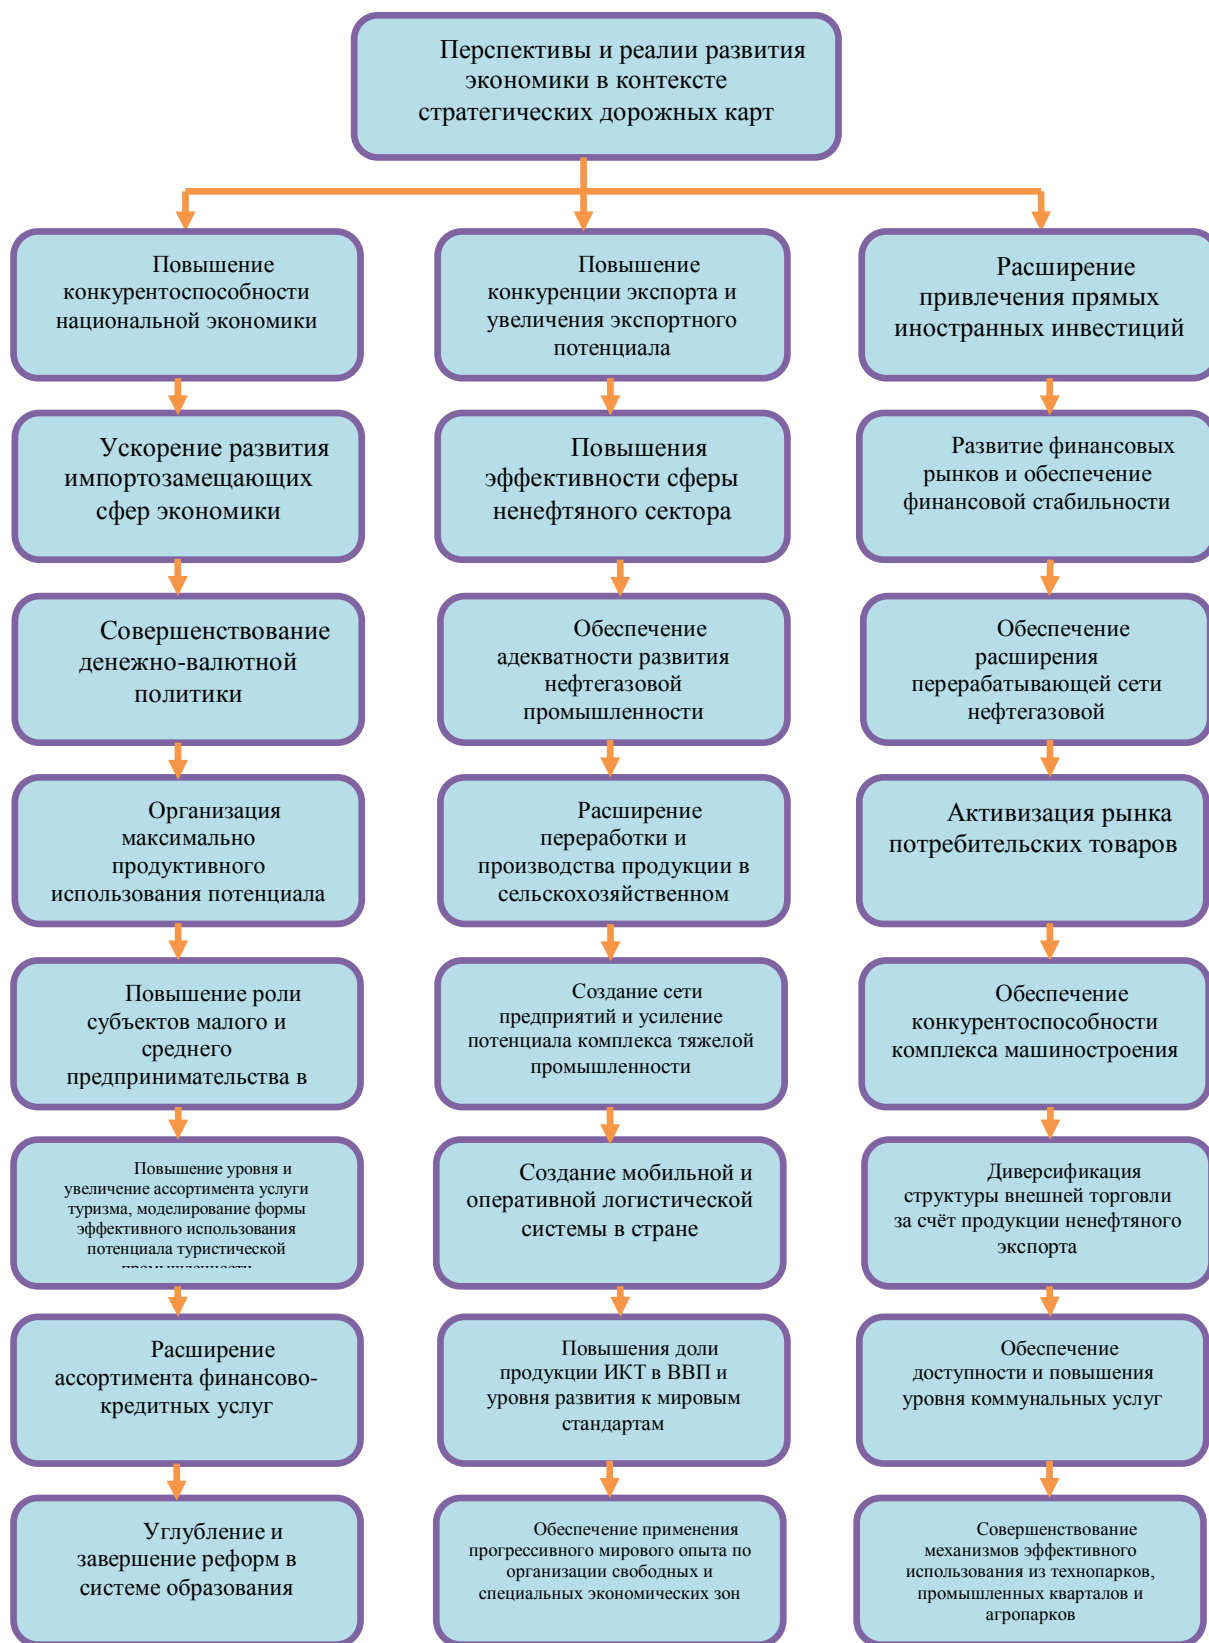 Перспективы и реалии развития
экономики в контексте
стратегических дорожных карт
Повышение
конкурентоспособности
национальной экономики
Повышение
конкуренции экспорта и
увеличения экспортного
потенциала
Расширение
привлечения прямых
иностранных инвестиций
Ускорение развития
импортозамещающих
сфер экономики
Повышения
эффективности сферы
ненефтяного сектора
Развитие финансовых
рынков и обеспечение
финансовой стабильности
Совершенствование
денежно-валютной
политики
Обеспечение
адекватности развития
нефтегазовой
промышленности
Обеспечение
расширения
перерабатывающей сети
нефтегазовой
Организация
максимально
продуктивного
использования потенциала
Расширение
переработки и
производства продукции в
сельскохозяйственном
Активизация рынка
потребительских товаров
Повышение роли
субъектов малого и
среднего
предпринимательства в
Создание сети
предприятий и усиление
потенциала комплекса тяжелой
промышленности
Обеспечение
конкурентоспособности
комплекса машиностроения
Повышение уровня и
увеличение ассортимента услуги
туризма, моделирование формы
эффективного использования
потенциала туристической
промышленности.
Создание мобильной и
оперативной логистической
системы в стране
Диверсификация
структуры внешней торговли
за счёт продукции ненефтяного
экспорта
Расширение
ассортимента финансово-
кредитных услуг
Повышения доли
продукции ИКТ в ВВП и
уровня развития к мировым
стандартам
Обеспечение
доступности и повышения
уровня коммунальных услуг
Углубление и
завершение реформ в
системе образования
Обеспечение применения
прогрессивного мирового опыта по
организации свободных и
специальных экономических зон
Совершенствование
механизмов эффективного
использования из технопарков,
промышленных кварталов и
агропарков